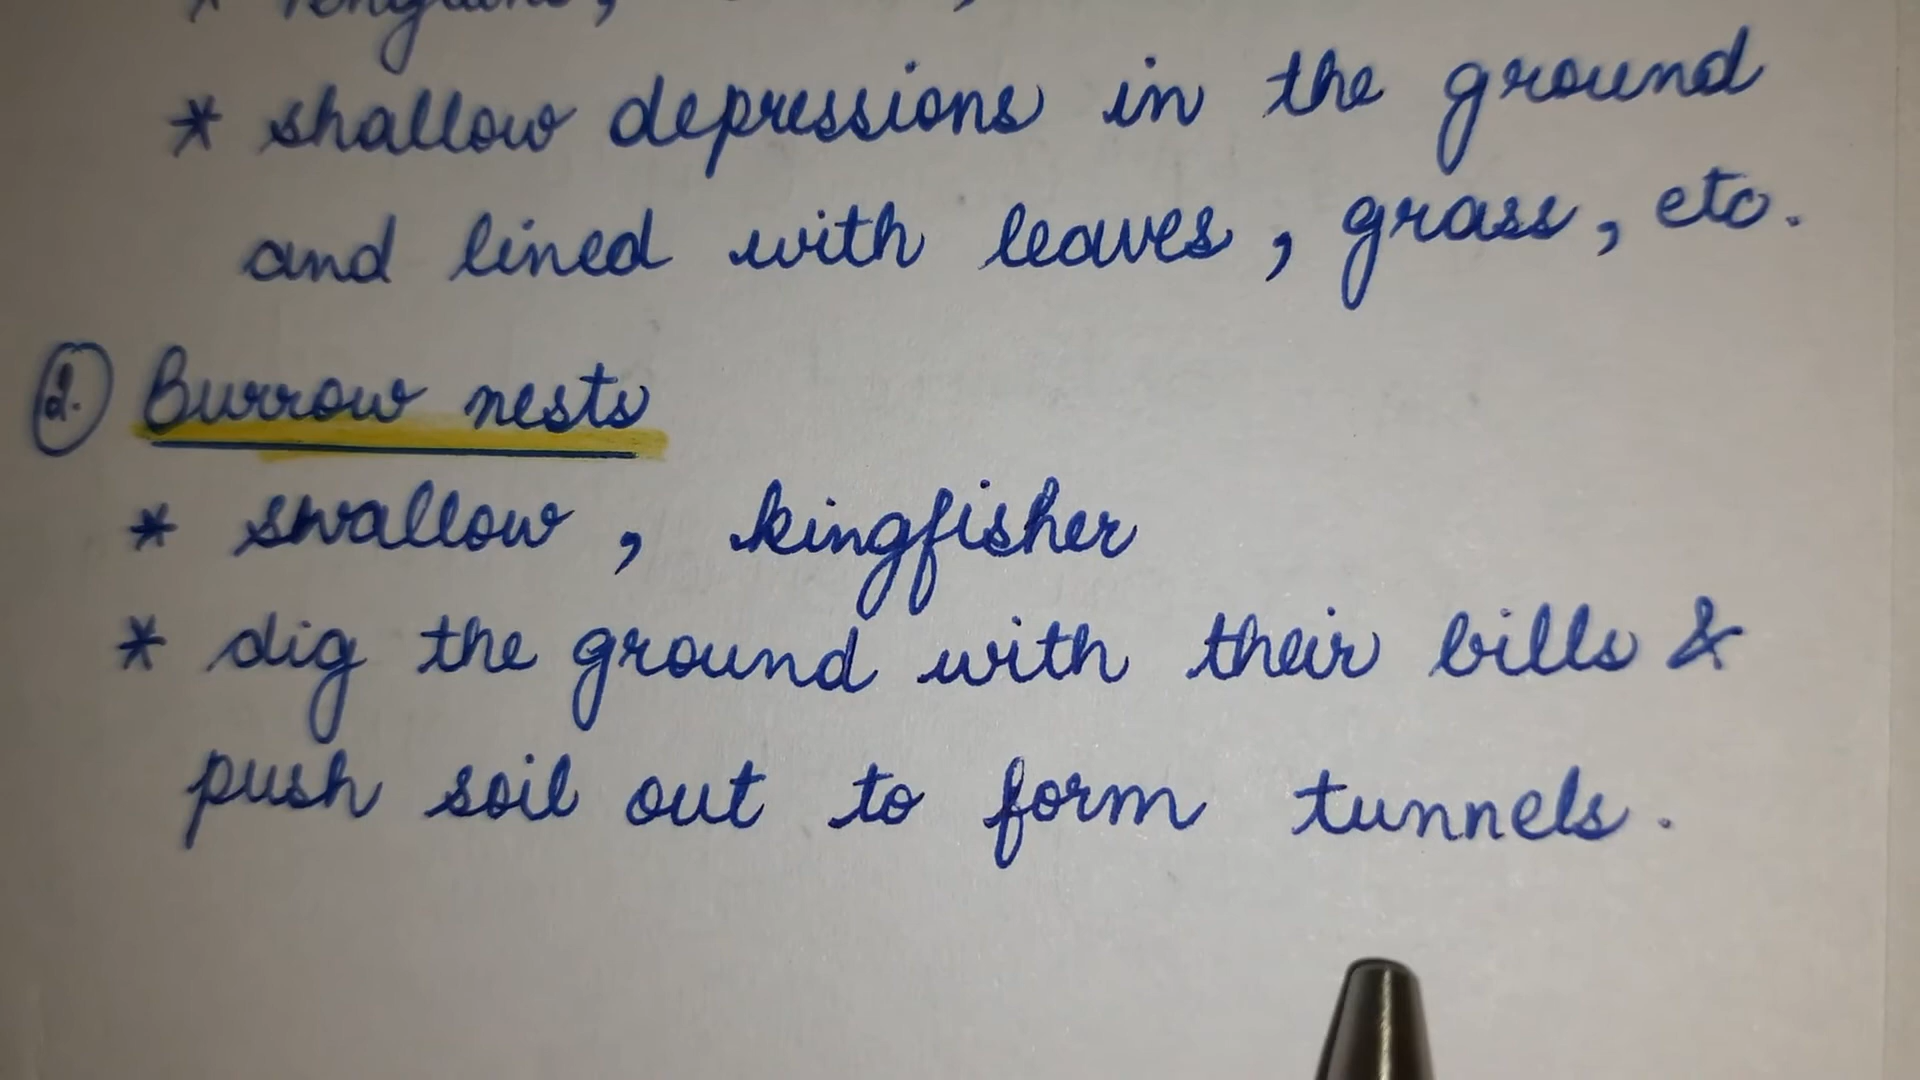 * shallow depressions in the ground
and lined with leaves, grass, etc.
2. Burrow nests
* swallow, kingfisher
* dig the ground with their bills &
push soil out to form tunnels.